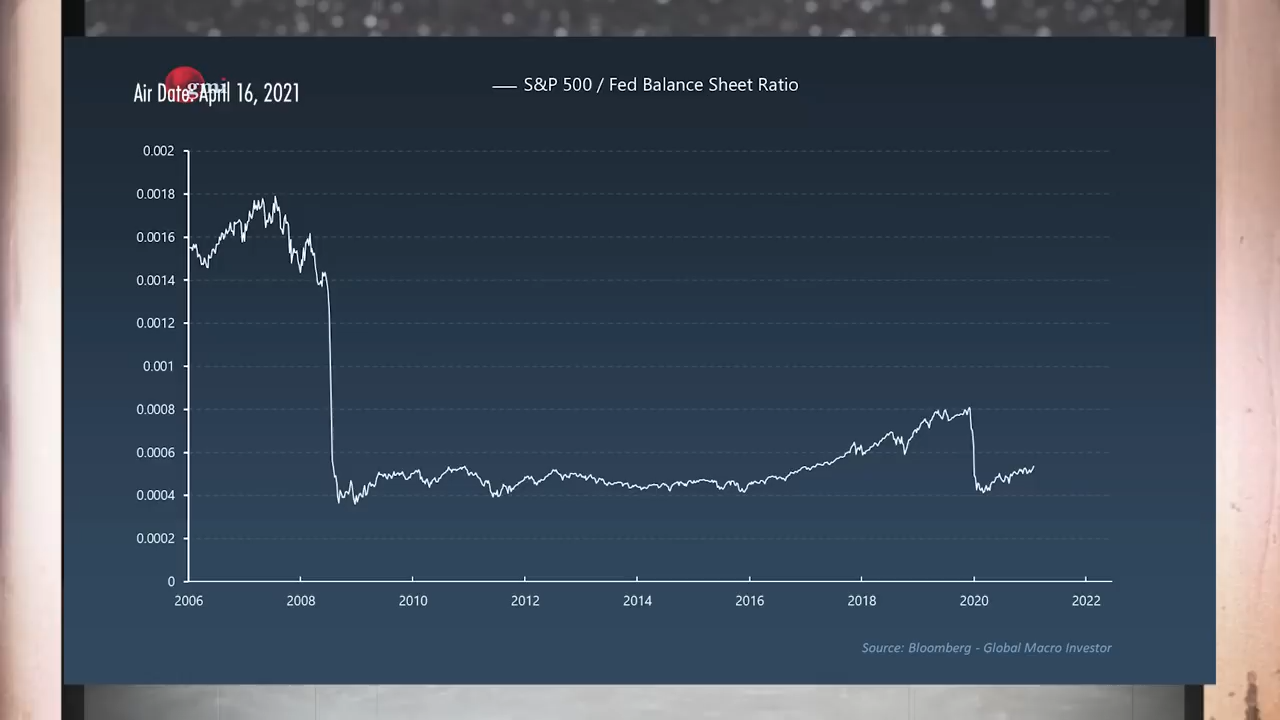 gmi
Air Date: April 16, 2021
S&P 500 / Fed Balance Sheet Ratio
0.002
0.0018
0.0016
0.0014
0.0012
0.001
0.0008
0.0006
0.0004
0.0002
0
2006 2008 2010 2012 2014 2016 2018 2020 2022
Source: Bloomberg - Global Macro Investor